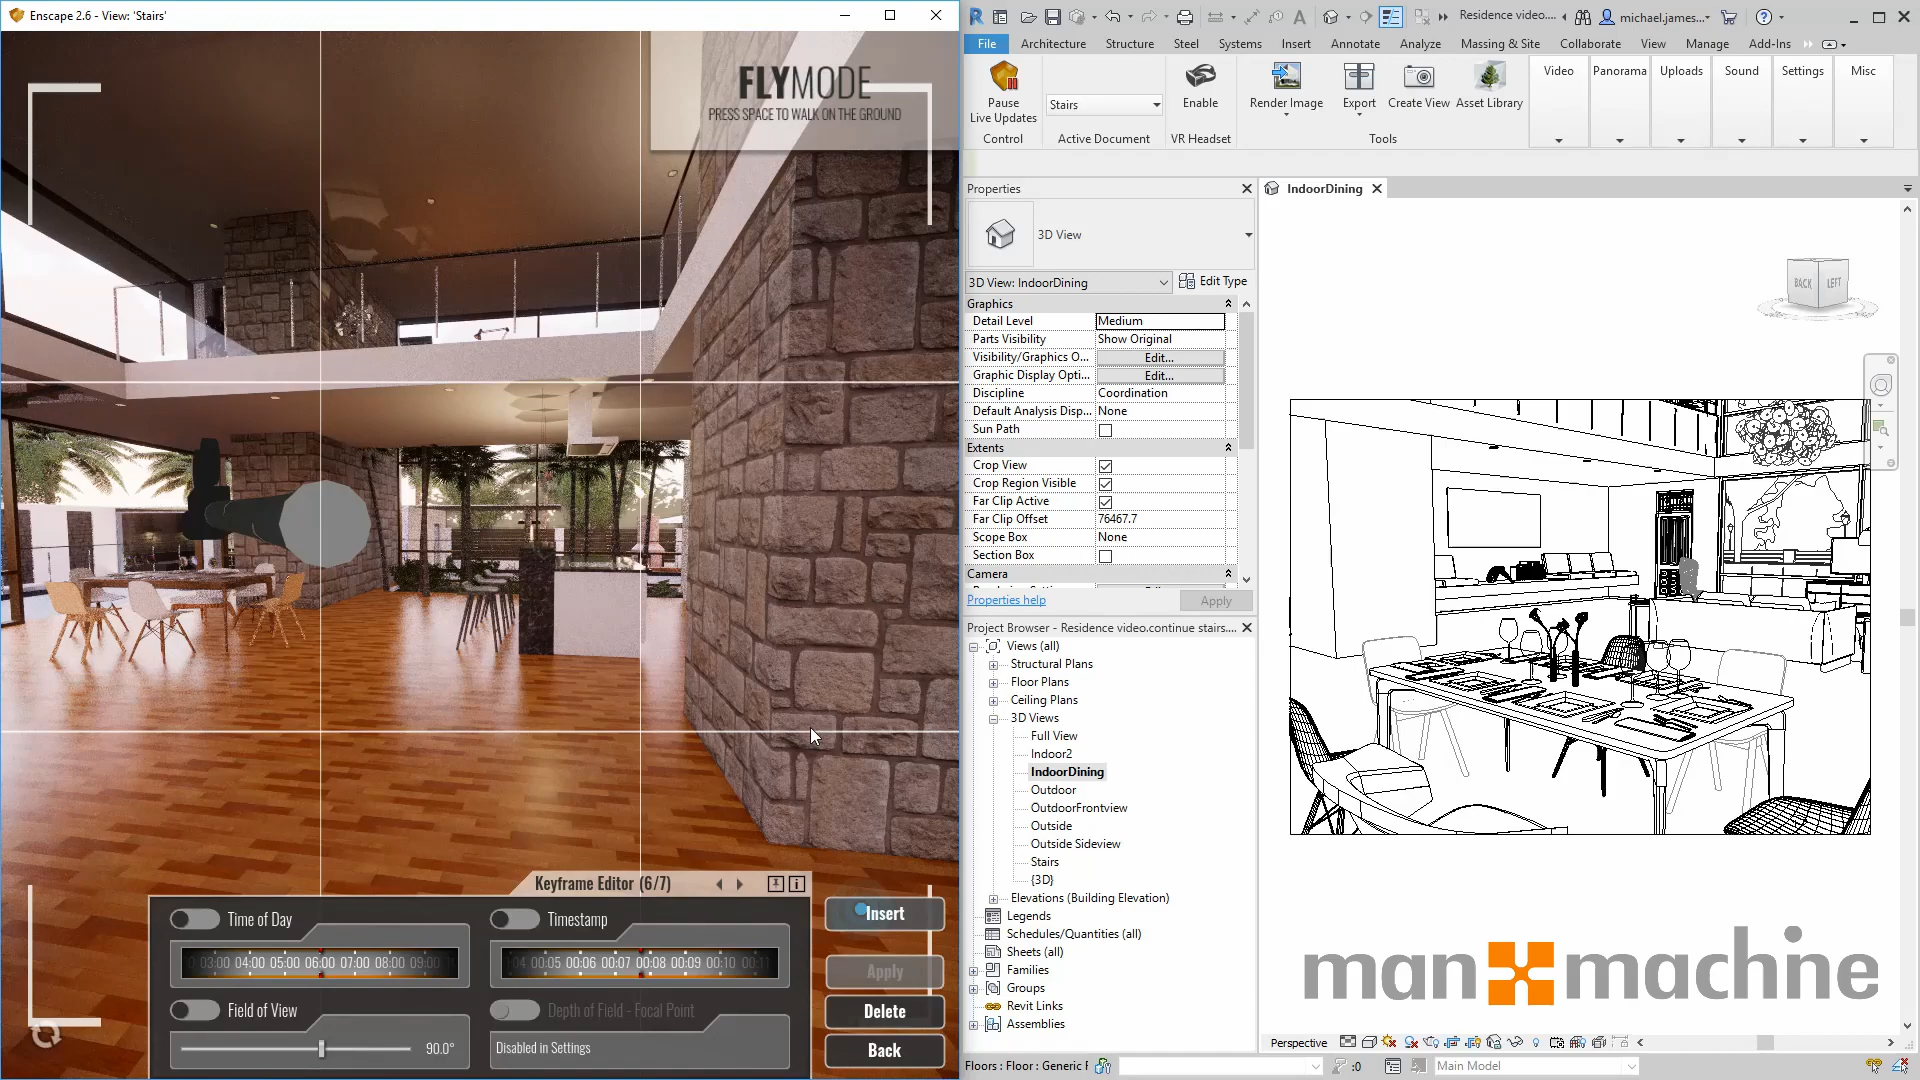 Enscape 2.6 - View: 'Stairs'
FLYMODE
PRESS SPACE TO WALK ON THE GROUND
Keyframe Editor (6/7)
Time of Day
Timestamp
03:00 04:00 05:00 06:00 07:00 08:00 09:00
04 00:05 00:06 00:07 00:08 00:09 00:10 00:11
Field of View
90.0°
Depth of Field - Focal Point
Disabled in Settings
Insert
Apply
Delete
Back
Residence video....
michael.james...
File Architecture Structure Steel Systems Insert Annotate Analyze Massing & Site Collaborate View Manage Add-Ins
Pause
Live Updates
Control
Stairs
Active Document
Enable
VR Headset
Render Image
Export
Create View
Asset Library
Tools
Video
Panorama
Uploads
Sound
Settings
Misc
Properties
3D View
3D View: IndoorDining
Edit Type
Graphics
Detail Level Medium
Parts Visibility Show Original
Visibility/Graphics O... Edit...
Graphic Display Opti... Edit...
Discipline Coordination
Default Analysis Disp... None
Sun Path
Extents
Crop View
Crop Region Visible
Far Clip Active
Far Clip Offset 76467.7
Scope Box None
Section Box
Camera
Properties help
Apply
Project Browser - Residence video.continue stairs....
Views (all)
Structural Plans
Floor Plans
Ceiling Plans
3D Views
Full View
Indoor2
IndoorDining
Outdoor
OutdoorFrontview
Outside
Outside Sideview
Stairs
{3D}
Elevations (Building Elevation)
Legends
Schedules/Quantities (all)
Sheets (all)
Families
Groups
Revit Links
Assemblies
IndoorDining
BACK LEFT
man machine
Perspective
Floors : Floor : Generic
:0
Main Model